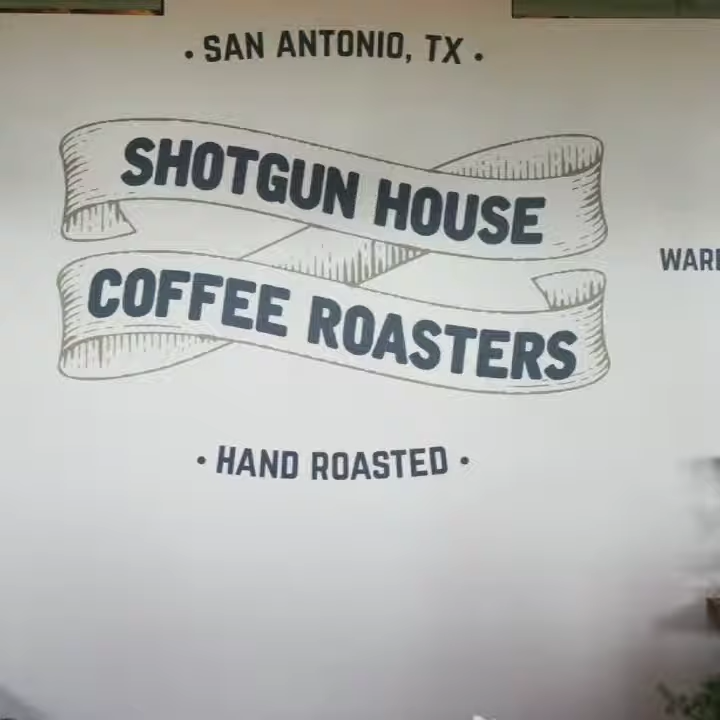 • SAN ANTONIO, TX •
SHOTGUN HOUSE
COFFEE ROASTERS
• HAND ROASTED •